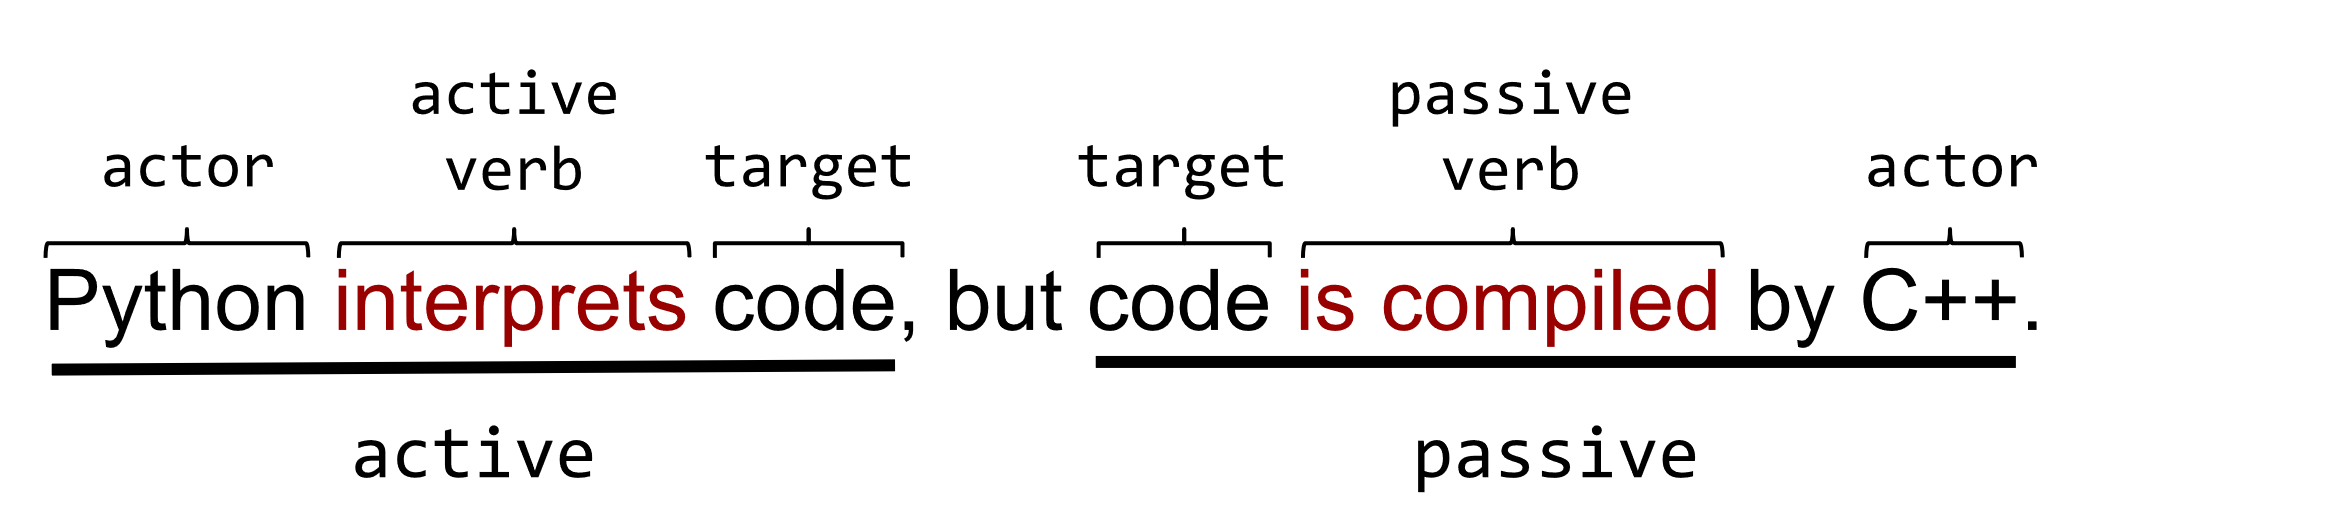 active passive
actor verb target target verb actor
Python interprets code, but code is compiled by C++.
active passive